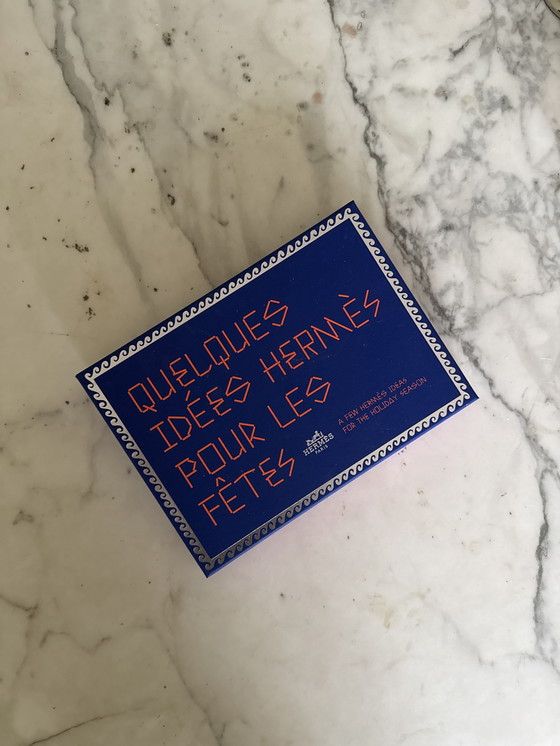 QUELQUES
IDÉES HERMÈS
POUR LES
FÊTES
HERMÈS
PARIS
A FEW HERMÈS IDEAS
FOR THE HOLIDAY SEASON